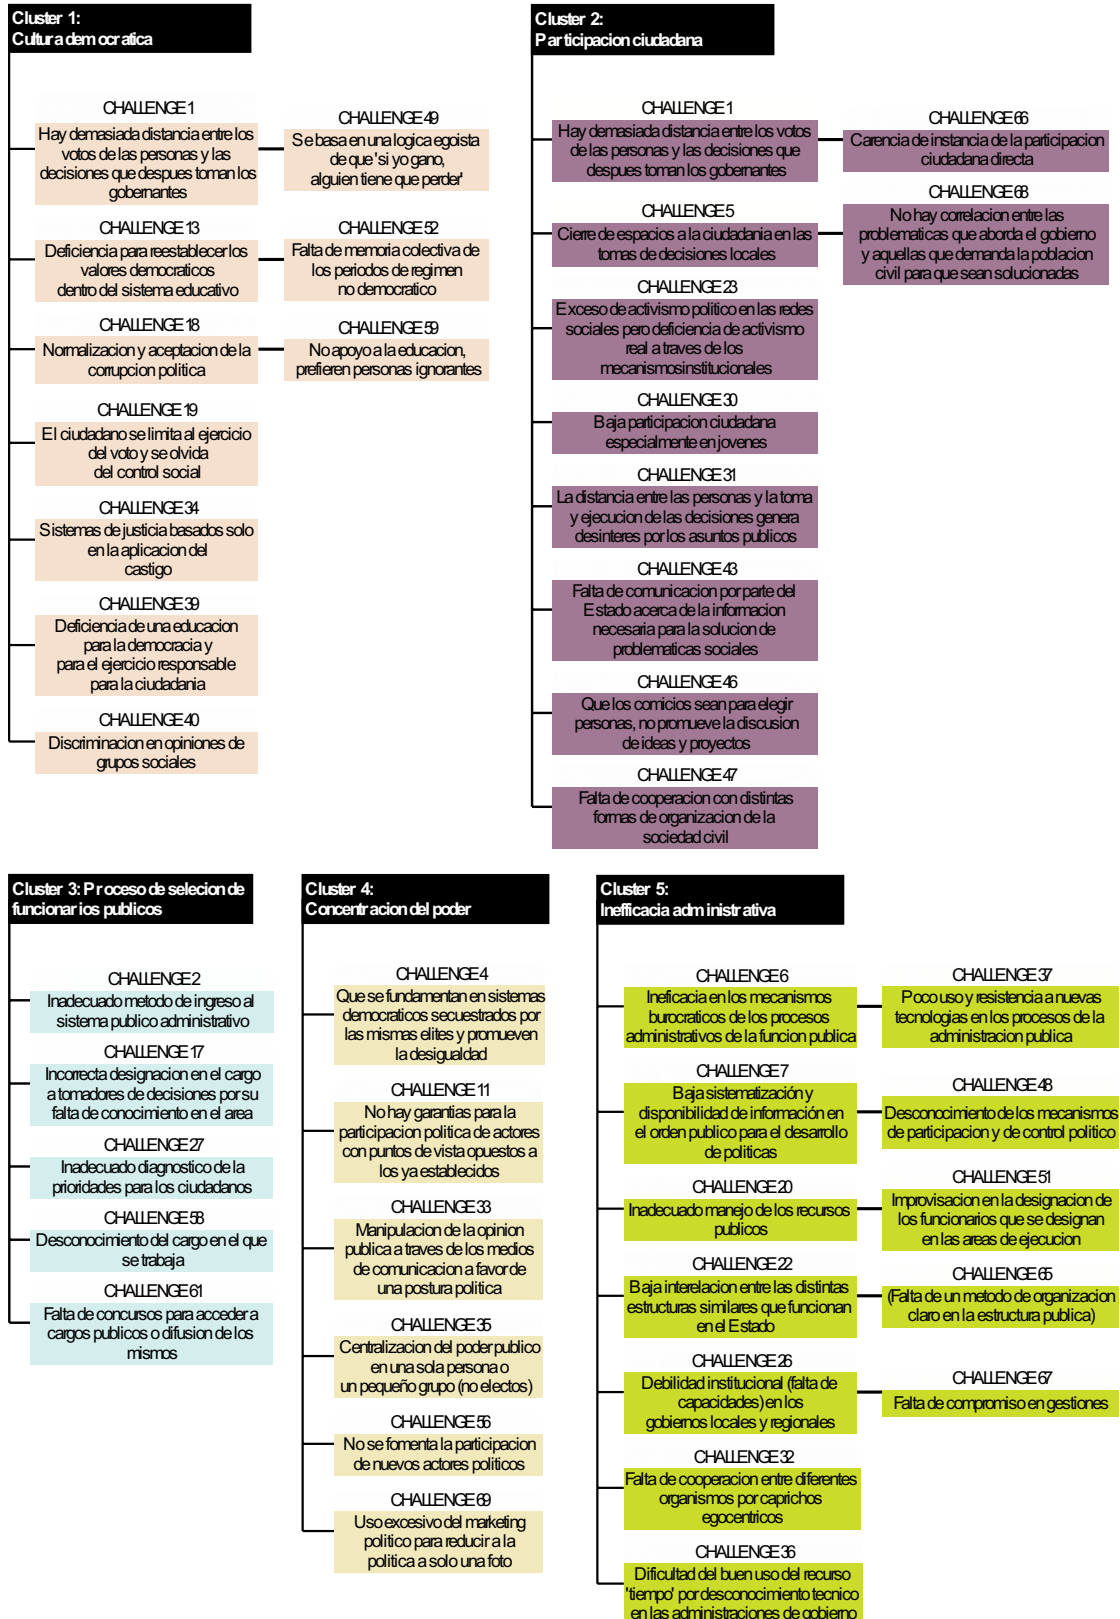 Cluster 1:
Cultura democratica
CHALLENGE 1
Hay demasiada distancia entre los
votos de las personas y las
decisiones que despues toman los
gobernantes
CHALLENGE 13
Deficiencia para reestablecer los
valores democraticos
dentro del sistema educativo
CHALLENGE 18
Normalizacion y aceptacion de la
corrupcion politica
CHALLENGE 19
El ciudadano se limita al ejercicio
del voto y se olvida
del control social
CHALLENGE 34
Sistemas de justicia basados solo
en la aplicacion del
castigo
CHALLENGE 39
Deficiencia de una educacion
para la democracia y
para el ejercicio responsable
para la ciudadania
CHALLENGE 40
Discriminacion en opiniones de
grupos sociales
CHALLENGE 49
Se basa en una logica egoista
de que 'si yo gano,
alguien tiene que perder'
CHALLENGE 52
Falta de memoria colectiva de
los periodos de regimen
no democratico
CHALLENGE 59
No apoyo a la educacion,
prefieren personas ignorantes
Cluster 2:
Participacion ciudadana
CHALLENGE 1
Hay demasiada distancia entre los votos
de las personas y las decisiones que
despues toman los gobernantes
CHALLENGE 5
Cierre de espacios a la ciudadania en las
tomas de decisiones locales
CHALLENGE 23
Exceso de activismo politico en las redes
sociales pero deficiencia de activismo
real a traves de los
mecanismosinstitucionales
CHALLENGE 30
Baja participacion ciudadana
especialmente en jovenes
CHALLENGE 31
La distancia entre las personas y la toma
y ejecucion de las decisiones genera
desinteres por los asuntos publicos
CHALLENGE 43
Falta de comunicacion por parte del
Estado acerca de la informacion
necesaria para la solucion de
problematicas sociales
CHALLENGE 46
Que los comicios sean para elegir
personas, no promueve la discusion
de ideas y proyectos
CHALLENGE 47
Falta de cooperacion con distintas
formas de organizacion de la
sociedad civil
CHALLENGE 66
Carencia de instancia de la participacion
ciudadana directa
CHALLENGE 68
No hay correlacion entre las
problematicas que aborda el gobierno
y aquellas que demanda la poblacion
civil para que sean solucionadas
Cluster 3: Proceso de selecion de
funcionarios publicos
CHALLENGE 2
Inadecuado metodo de ingreso al
sistema publico administrativo
CHALLENGE 17
Incorrecta designacion en el cargo
a tomadores de decisiones por su
falta de conocimiento en el area
CHALLENGE 27
Inadecuado diagnostico de la
prioridades para los ciudadanos
CHALLENGE 58
Desconocimiento del cargo en el que
se trabaja
CHALLENGE 61
Falta de concursos para acceder a
cargos publicos o difusion de los
mismos
Cluster 4:
Concentracion del poder
CHALLENGE 4
Que se fundamentan en sistemas
democraticos secuestrados por
las mismas elites y promueven
la desigualdad
CHALLENGE 11
No hay garantias para la
participacion politica de actores
con puntos de vista opuestos a
los ya establecidos
CHALLENGE 33
Manipulacion de la opinion
publica a traves de los medios
de comunicacion a favor de
una postura politica
CHALLENGE 35
Centralizacion del poder publico
en una sola persona o
un pequeño grupo (no electos)
CHALLENGE 56
No se fomenta la participacion
de nuevos actores politicos
CHALLENGE 69
Uso excesivo del marketing
politico para reducir a la
politica a solo una foto
Cluster 5:
Inefficacia administrativa
CHALLENGE 6
Ineficacia en los mecanismos
burocraticos de los procesos
administrativos de la funcion publica
CHALLENGE 7
Baja sistematización y
disponibilidad de información en
el orden publico para el desarrollo
de politicas
CHALLENGE 20
Inadecuado manejo de los recursos
publicos
CHALLENGE 22
Baja interelacion entre las distintas
estructuras similares que funcionan
en el Estado
CHALLENGE 26
Debilidad institucional (falta de
capacidades) en los
gobiernos locales y regionales
CHALLENGE 32
Falta de cooperacion entre diferentes
organismos por caprichos
egocentricos
CHALLENGE 36
Dificultad del buen uso del recurso
'tiempo' por desconocimiento tecnico
en las administraciones de gobierno
CHALLENGE 37
Poco uso y resistencia a nuevas
tecnologias en los procesos de la
administracion publica
CHALLENGE 48
Desconocimiento de los mecanismos
de participacion y de control politico
CHALLENGE 51
Improvisacion en la designacion de
los funcionarios que se designan
en las areas de ejecucion
CHALLENGE 65
(Falta de un metodo de organizacion
claro en la estructura publica)
CHALLENGE 67
Falta de compromiso en gestiones